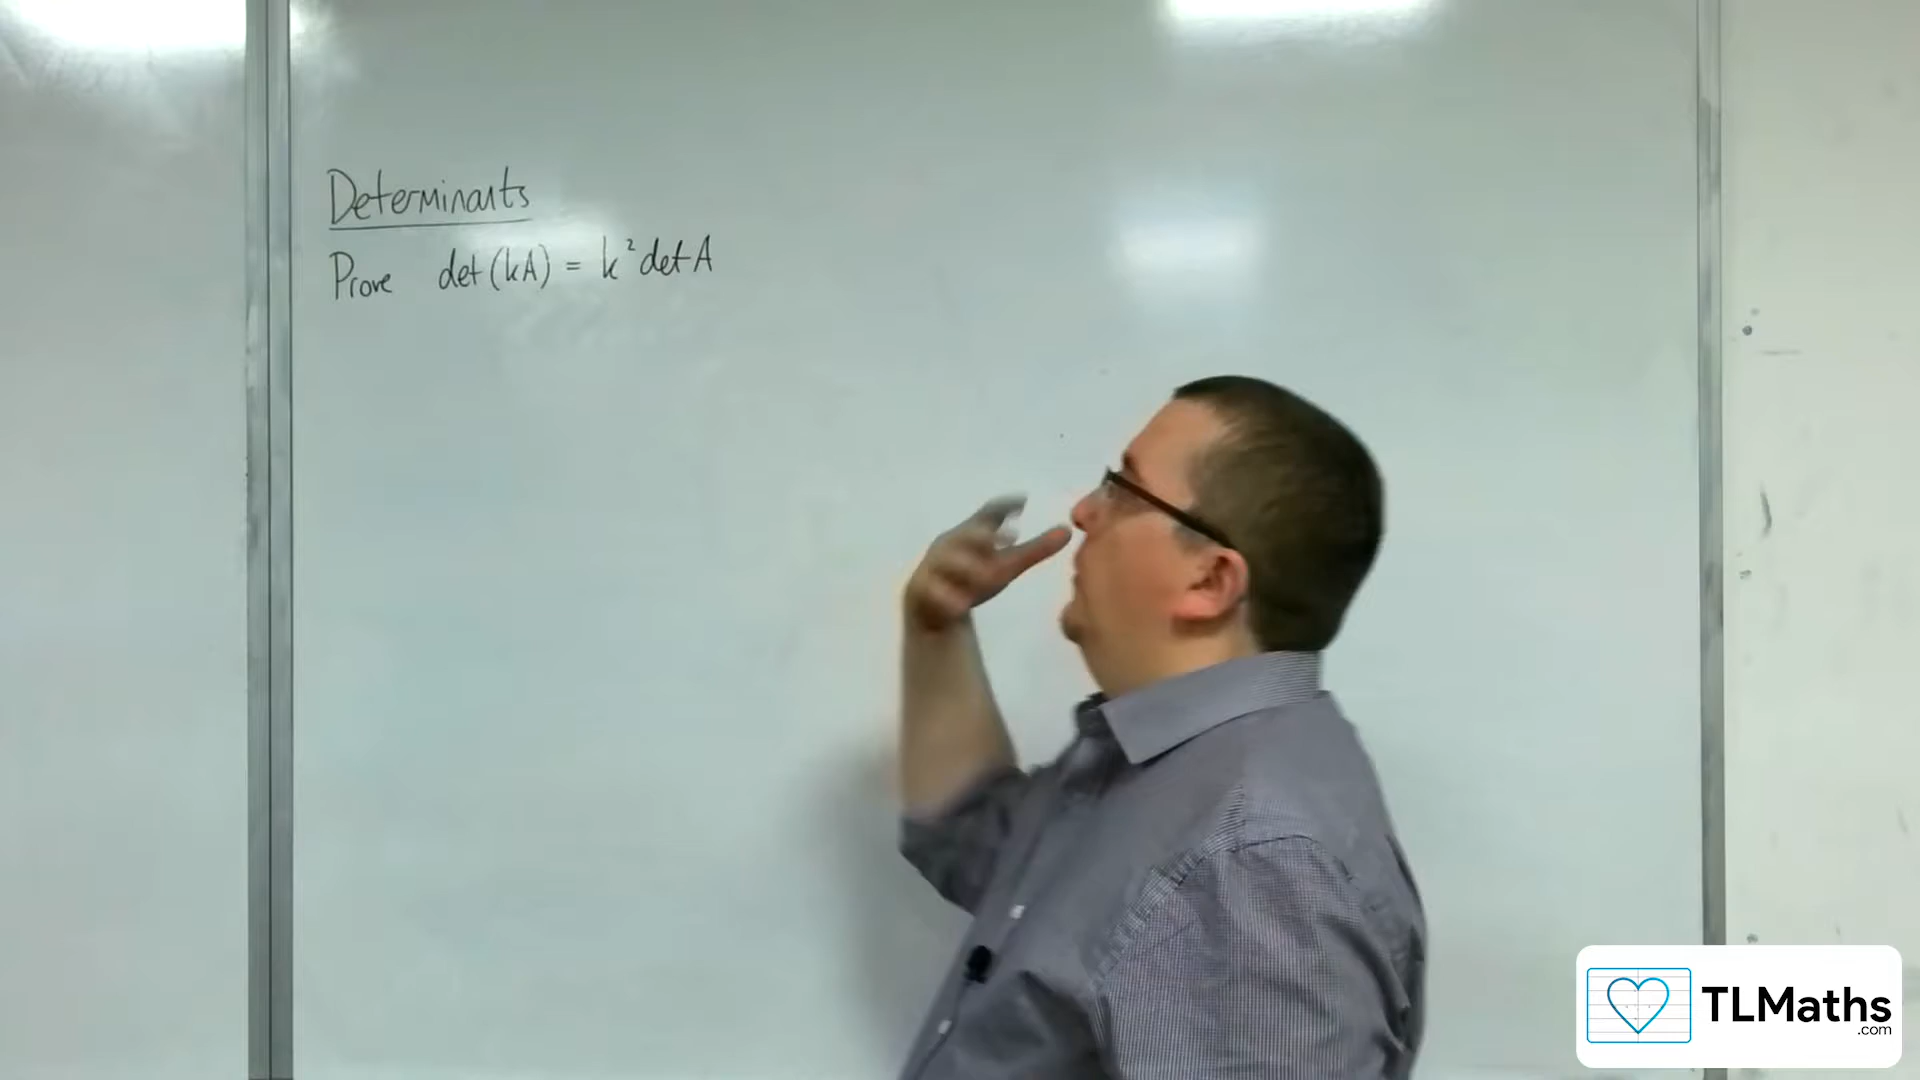 Determinants
Prove det(kA) = k² det A
TLMaths
.com